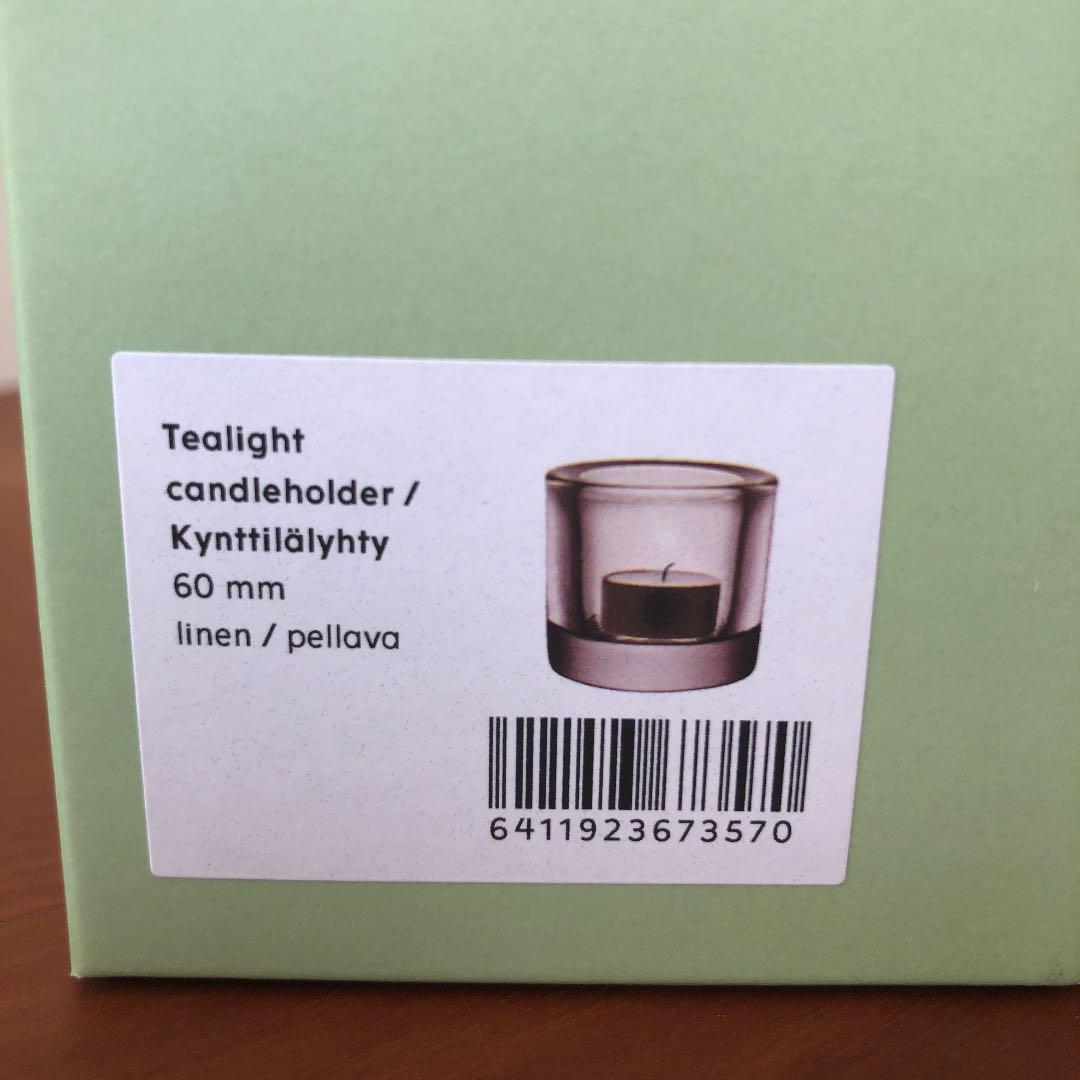 Tealight
candleholder /
Kynttilälyhty
60 mm
linen / pellava
6411923673570